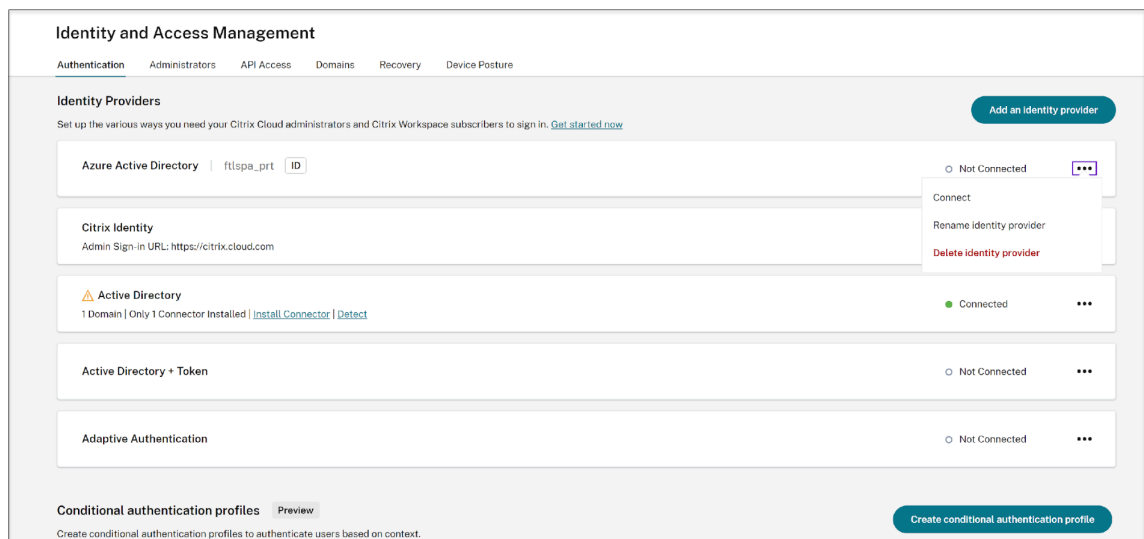 Identity and Access Management
Authentication Administrators API Access Domains Recovery Device Posture
Identity Providers
Add an identity provider
Set up the various ways you need your Citrix Cloud administrators and Citrix Workspace subscribers to sign in. Get started now
Azure Active Directory | ftlspa_prt ID
Not Connected
Connect
Rename identity provider
Delete identity provider
Citrix Identity
Admin Sign-in URL: https://citrix.cloud.com
Active Directory
1 Domain | Only 1 Connector Installed | Install Connector | Detect
Connected
Active Directory + Token
Not Connected
Adaptive Authentication
Not Connected
Conditional authentication profiles Preview
Create conditional authentication profile
Create conditional authentication profiles to authenticate users based on context.